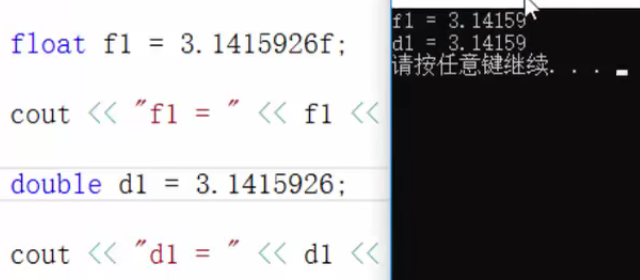 float f1 = 3.1415926f;
cout << "f1 = " << f1 <<
double d1 = 3.1415926;
cout << "d1 = " << d1 <<
f1 = 3.14159
d1 = 3.14159
请按任意键继续. . .